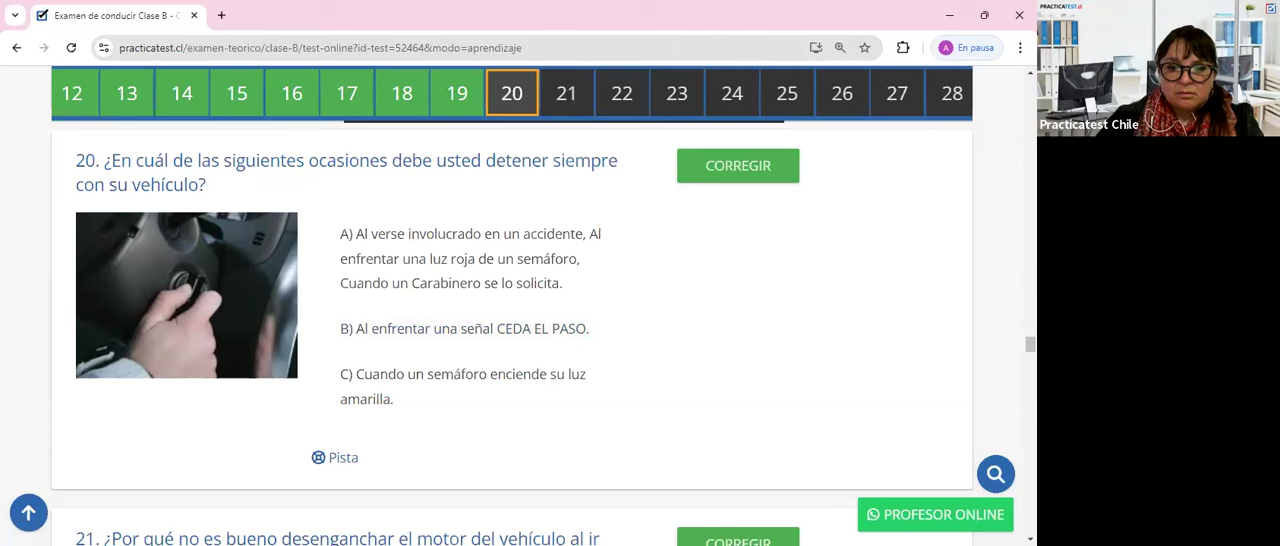 Examen de conducir Clase B - C
En pausa
practicatest.cl/examen-teorico/clase-B/test-online?id-test=52464&modo=aprendizaje
PRACTICATEST.cl
Practicatest Chile
12 13 14 15 16 17 18 19 20 21 22 23 24 25 26 27 28
20. ¿En cuál de las siguientes ocasiones debe usted detener siempre
con su vehículo?
CORREGIR
A) Al verse involucrado en un accidente, Al
enfrentar una luz roja de un semáforo,
Cuando un Carabinero se lo solicita.
B) Al enfrentar una señal CEDA EL PASO.
C) Cuando un semáforo enciende su luz
amarilla.
Pista
PROFESOR ONLINE
21. ¿Por qué no es bueno desenganchar el motor del vehículo al ir
CORREGIR